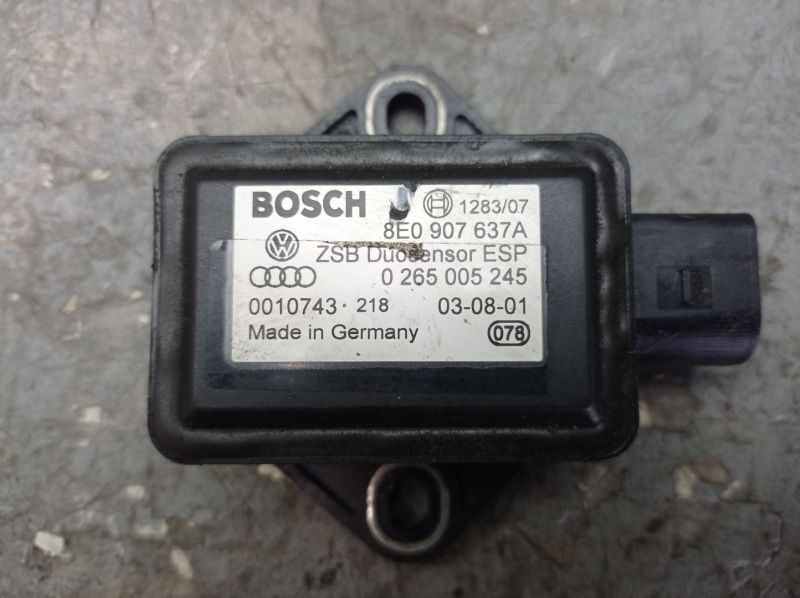 BOSCH 1283/07
8E0 907 637A
ZSB Duosensor ESP
0 265 005 245
0010743 · 218 03-08-01
Made in Germany 078